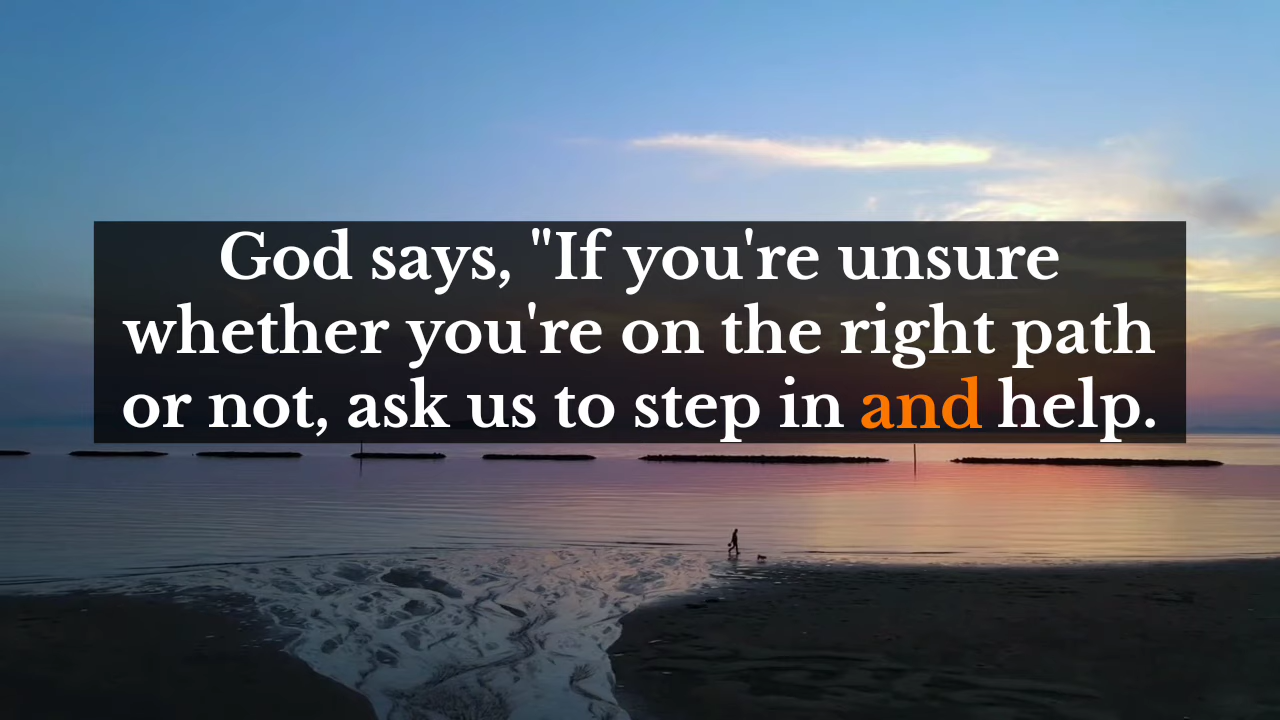 God says, "If you're unsure
whether you're on the right path
or not, ask us to step in and help.